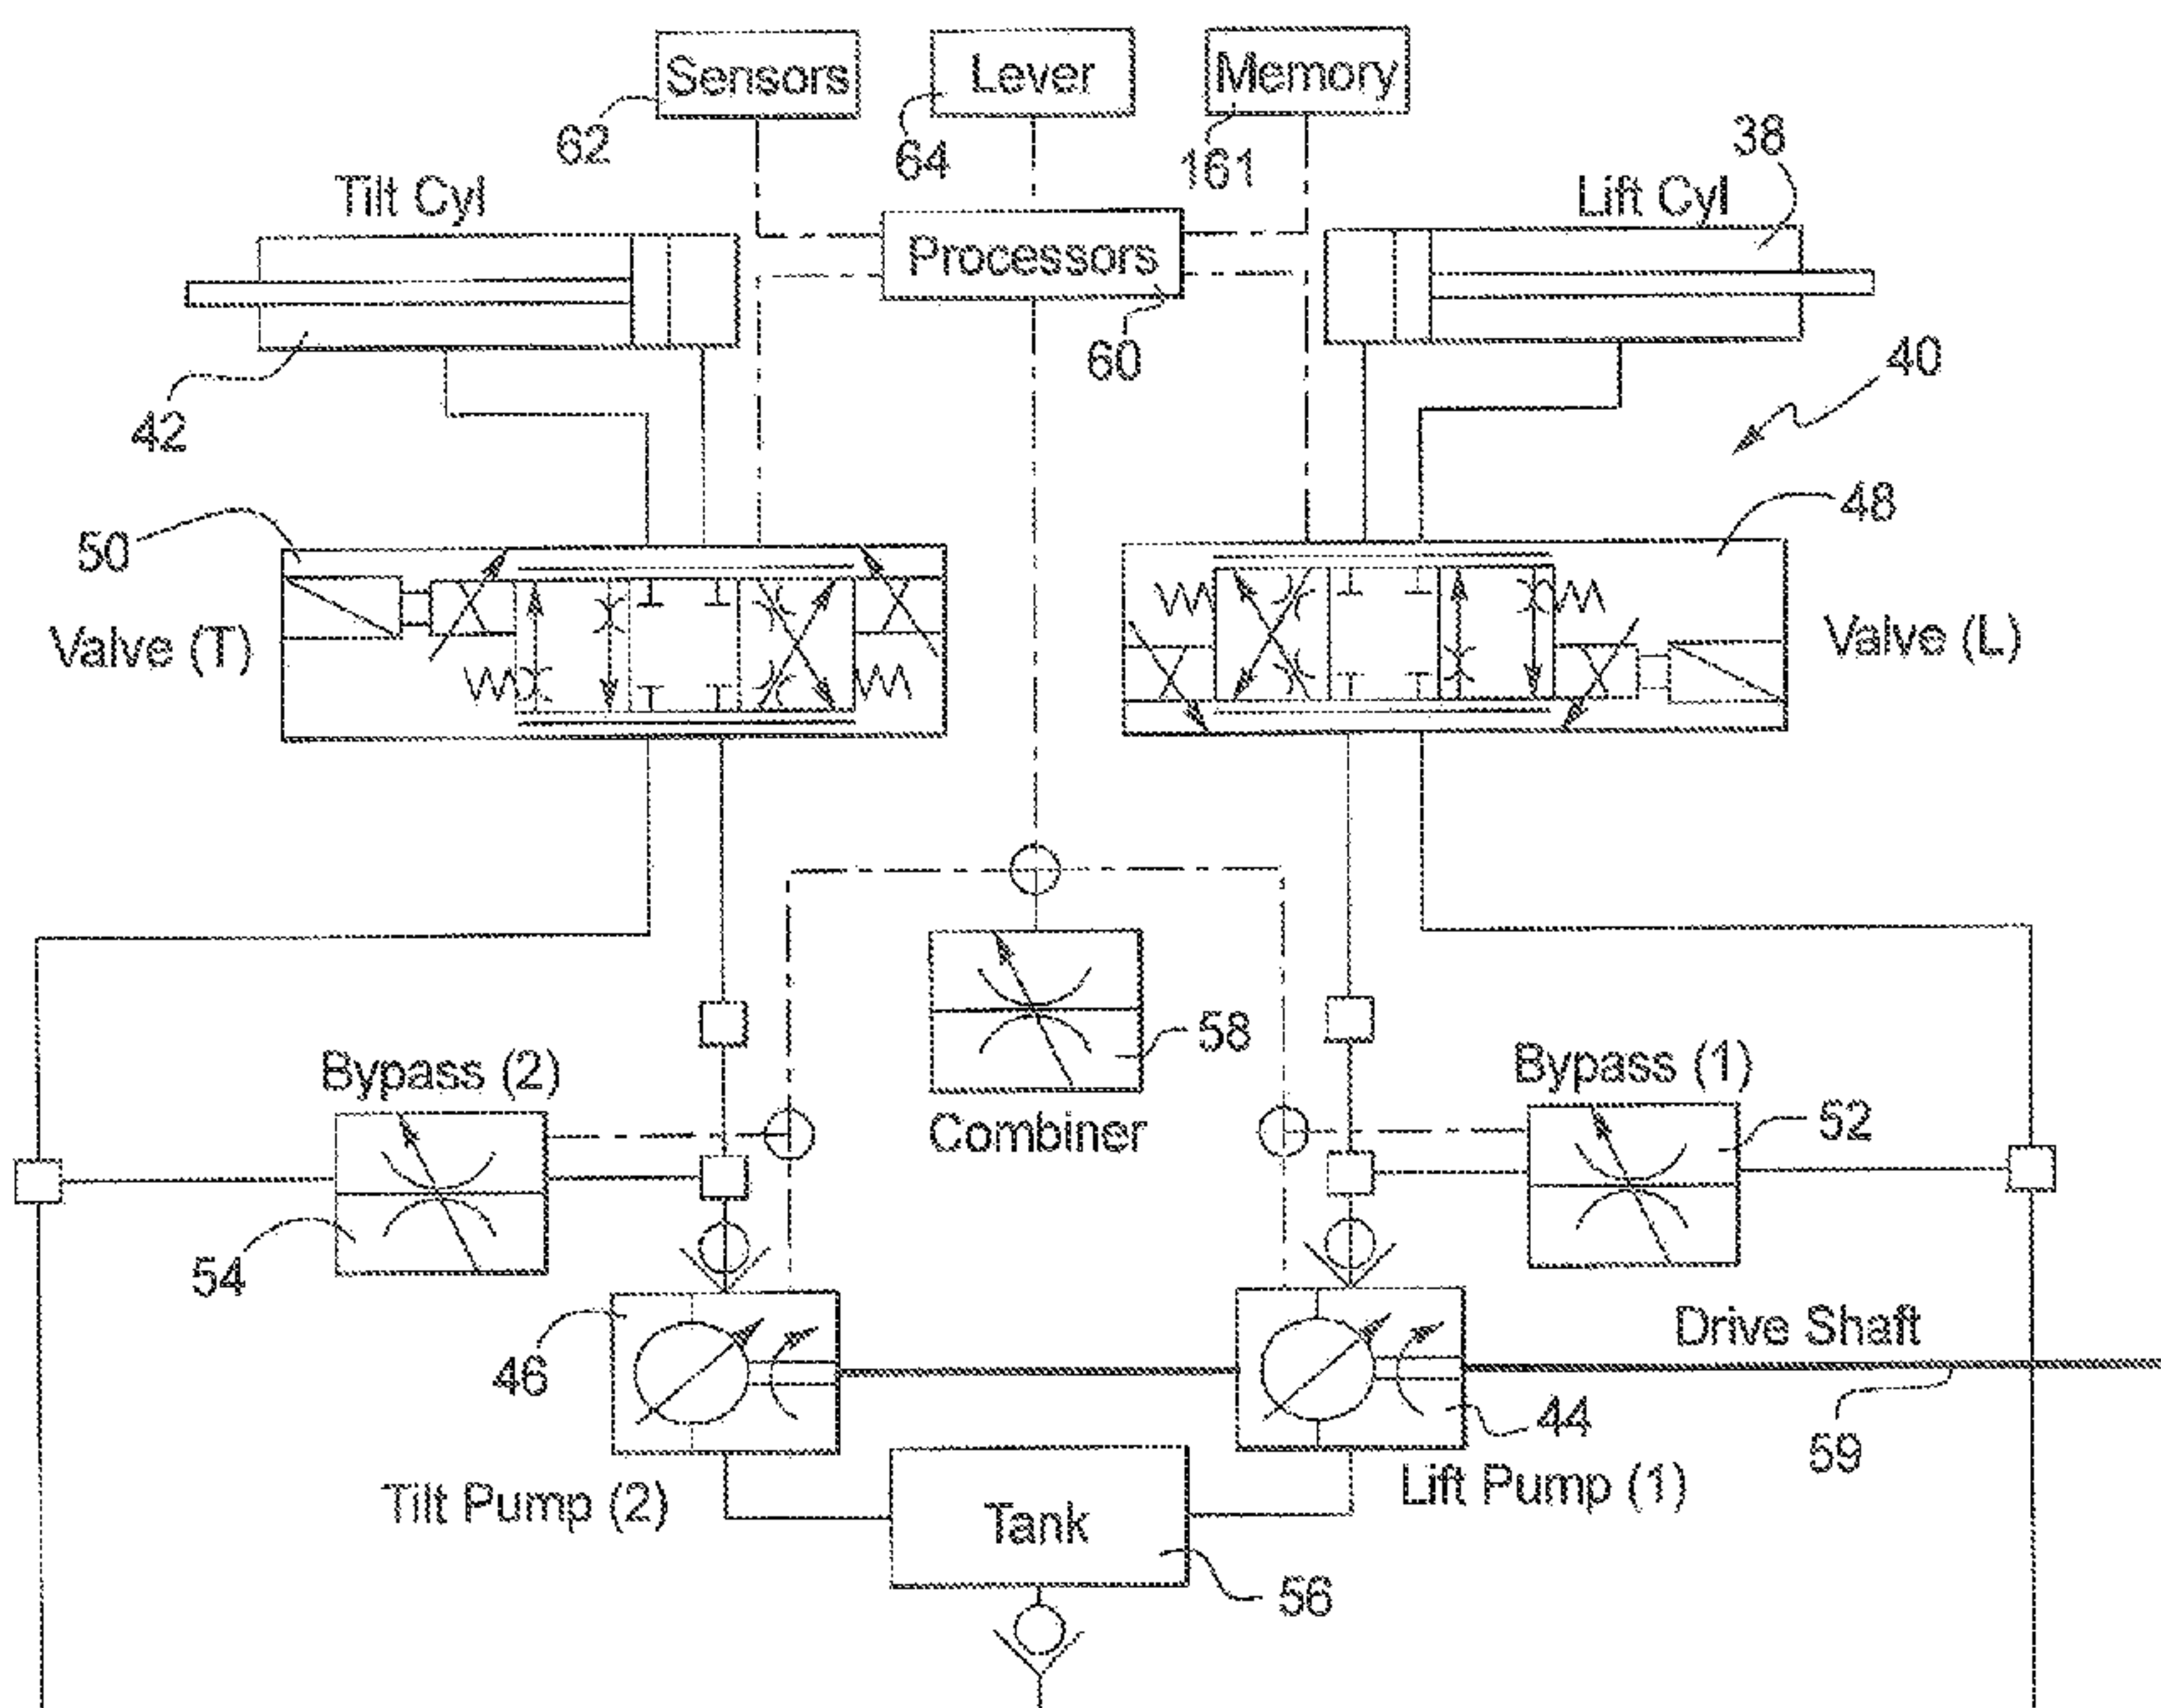 Sensors
Lever
Memory
62
64
161
38
Tilt Cyl
Lift Cyl
Processors
60
40
42
48
50
Valve (T)
Valve (L)
58
Bypass (2)
Bypass (1)
Combiner
52
54
Drive Shaft
46
44
59
Tilt Pump (2)
Lift Pump (1)
Tank
56